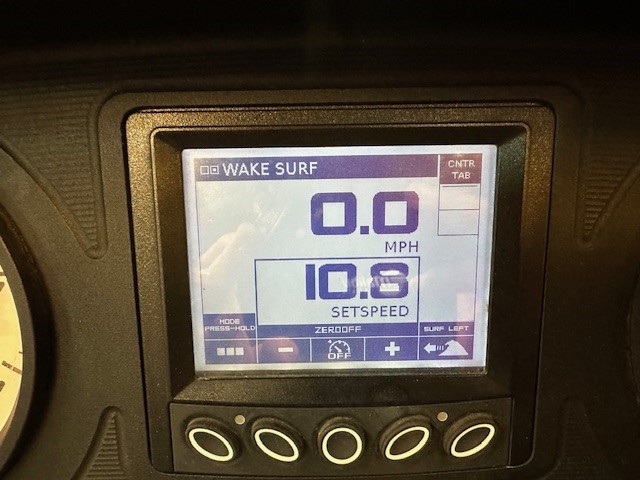 WAKE SURF
CNTR
TAB
0.0
MPH
10.8
SETSPEED
MODE
PRESS-HOLD
ZEROOFF
SURF LEFT
OFF